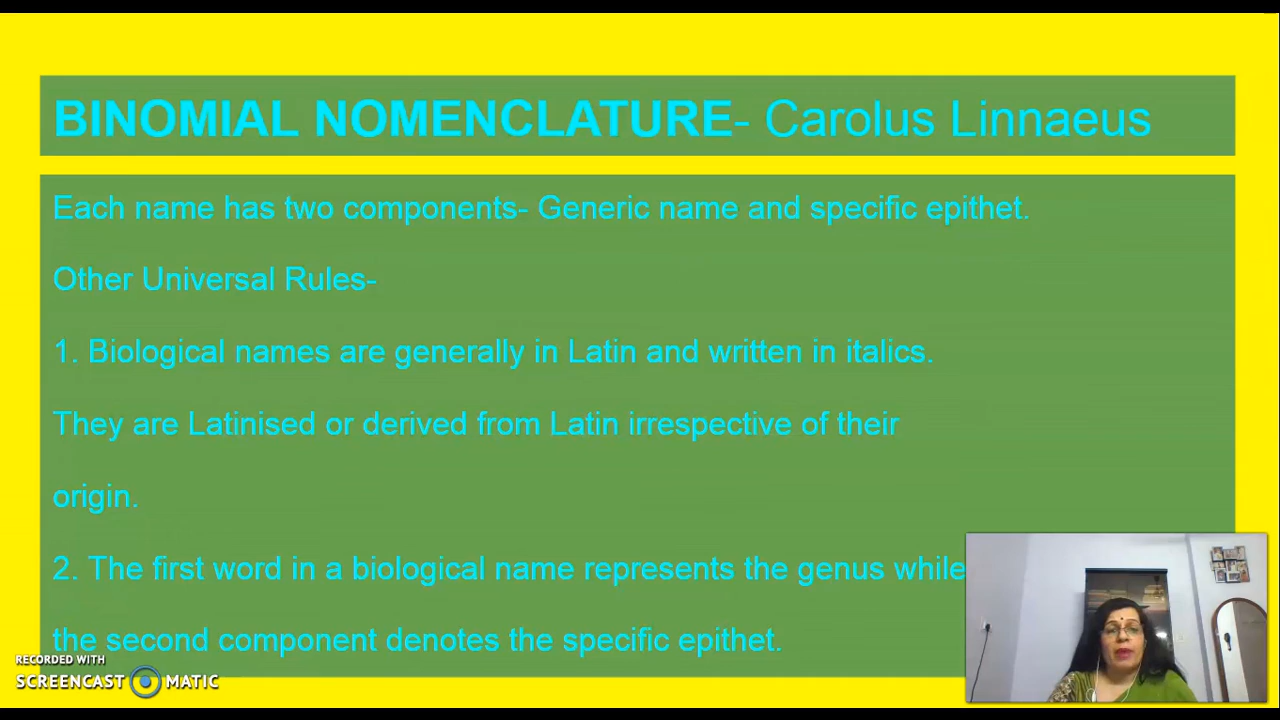 BINOMIAL NOMENCLATURE- Carolus Linnaeus
Each name has two components- Generic name and specific epithet.
Other Universal Rules-
1. Biological names are generally in Latin and written in italics.
They are Latinised or derived from Latin irrespective of their
origin.
2. The first word in a biological name represents the genus while
the second component denotes the specific epithet.
RECORDED WITH
SCREENCAST MATIC